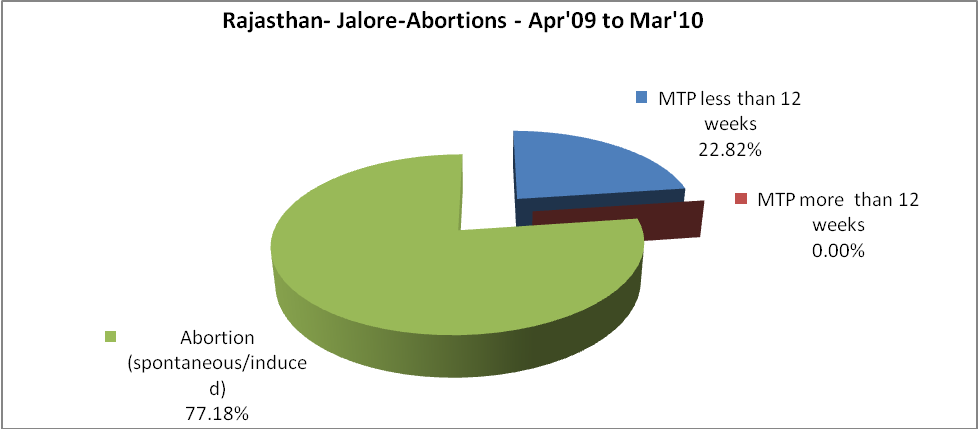 Rajasthan- Jalore-Abortions - Apr'09 to Mar'10
MTP less than 12
weeks
22.82%
MTP more  than 12
weeks
0.00%
Abortion
(spontaneous/induce
d)
77.18%